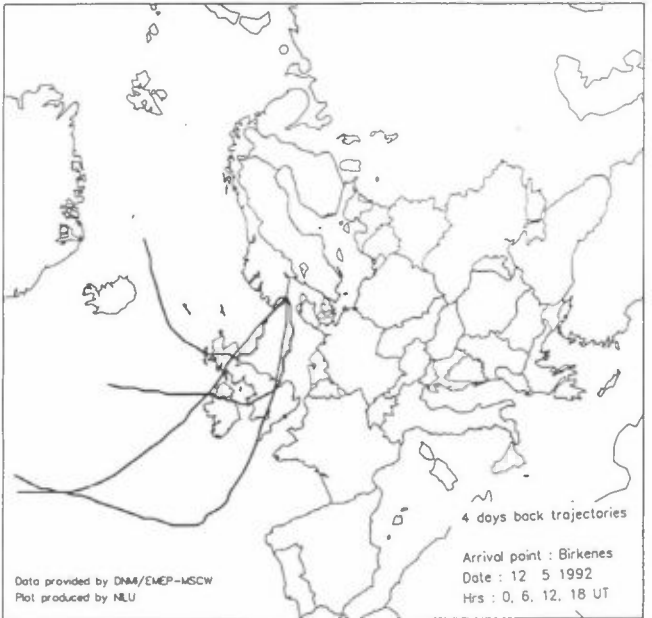 4 days back trajectories
Arrival point : Birkenes
Date : 12 5 1992
Hrs : 0, 6, 12, 18 UT
Data provided by DNMI/EMEP-MSCW
Plot produced by NILU